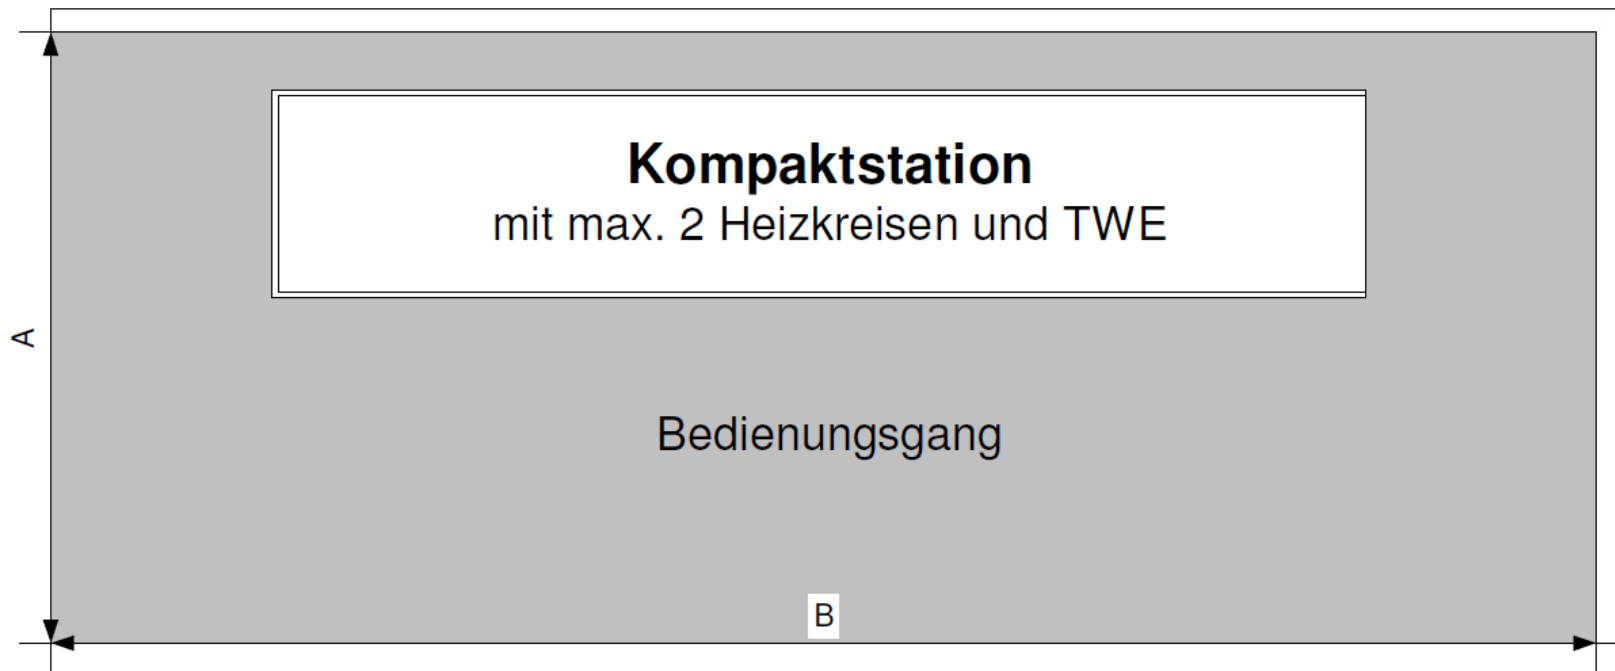 Kompaktstation
mit max. 2 Heizkreisen und TWE
A
Bedienungsgang
B